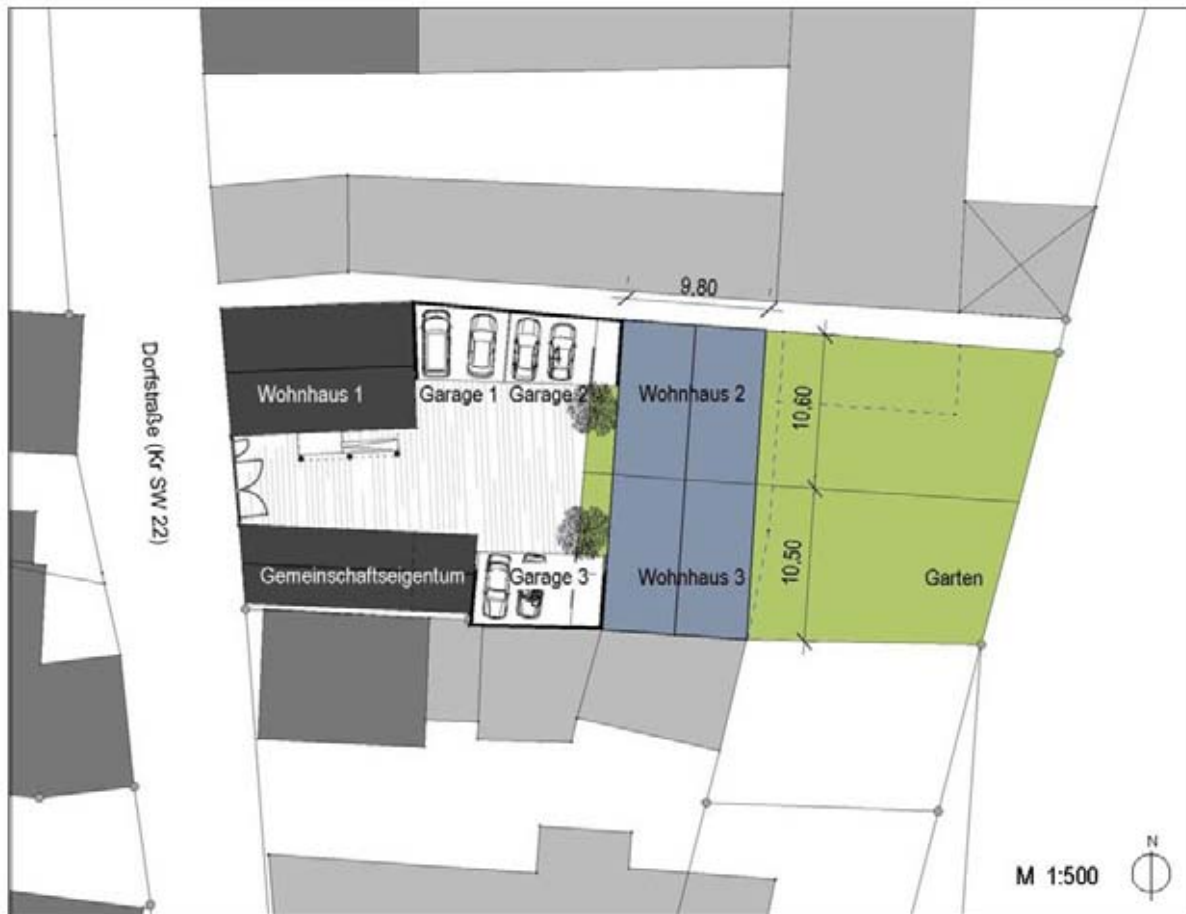 9.80
Dorfstraße (Kr SW 22)
Wohnhaus 1
Garage 1
Garage 2
Wohnhaus 2
10,60
Gemeinschaftseigentum
Garage 3
Wohnhaus 3
10,50
Garten
N
M 1:500